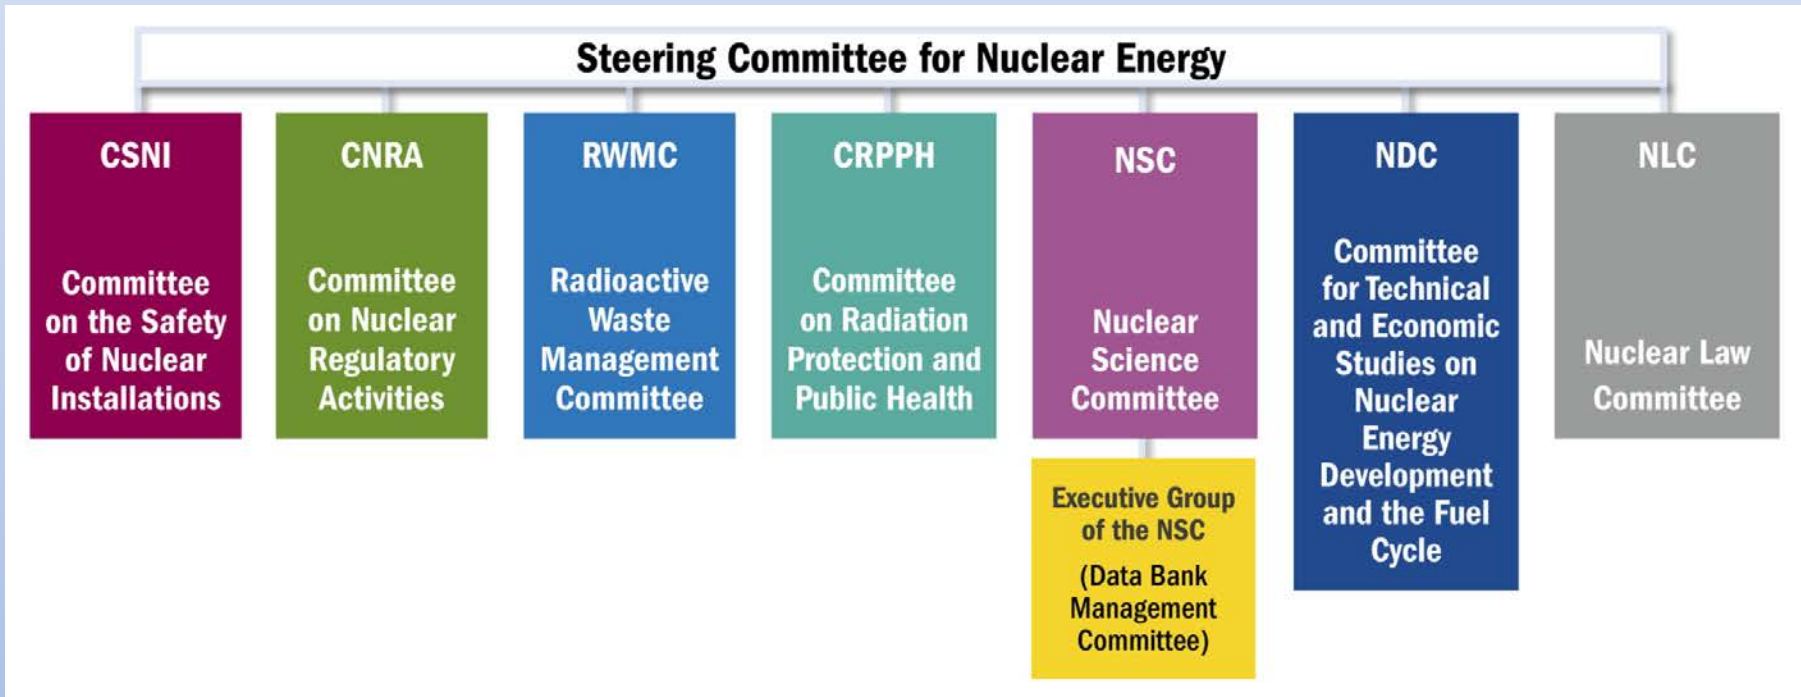 Steering Committee for Nuclear Energy
CSNI
Committee
on the Safety
of Nuclear
Installations
CNRA
Committee
on Nuclear
Regulatory
Activities
RWMC
Radioactive
Waste
Management
Committee
CRPPH
Committee
on Radiation
Protection and
Public Health
NSC
Nuclear
Science
Committee
Executive Group
of the NSC
(Data Bank
Management
Committee)
NDC
Committee
for Technical
and Economic
Studies on
Nuclear
Energy
Development
and the Fuel
Cycle
NLC
Nuclear Law
Committee